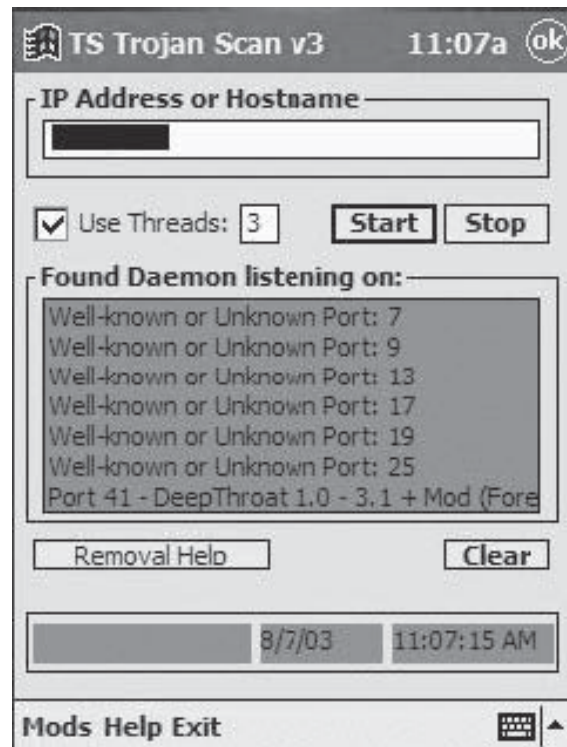 TS Trojan Scan v3 11:07a ok
IP Address or Hostname
Use Threads: 3 Start Stop
Found Daemon listening on:
Well-known or Unknown Port: 7
Well-known or Unknown Port: 9
Well-known or Unknown Port: 13
Well-known or Unknown Port: 17
Well-known or Unknown Port: 19
Well-known or Unknown Port: 25
Port 41 - DeepThroat 1.0 - 3.1 + Mod (Fore
Removal Help Clear
8/7/03 11:07:15 AM
Mods Help Exit